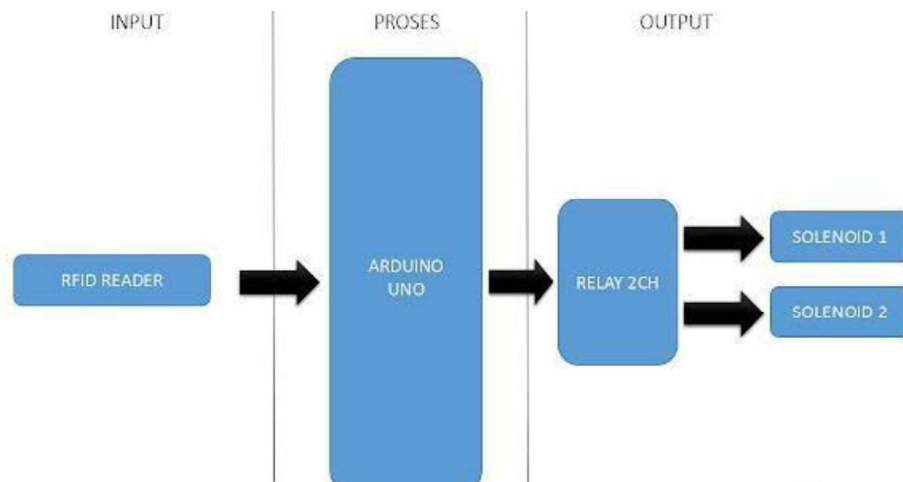 INPUT
PROSES
OUTPUT
RFID READER
ARDUINO
UNO
RELAY 2CH
SOLENOID 1
SOLENOID 2